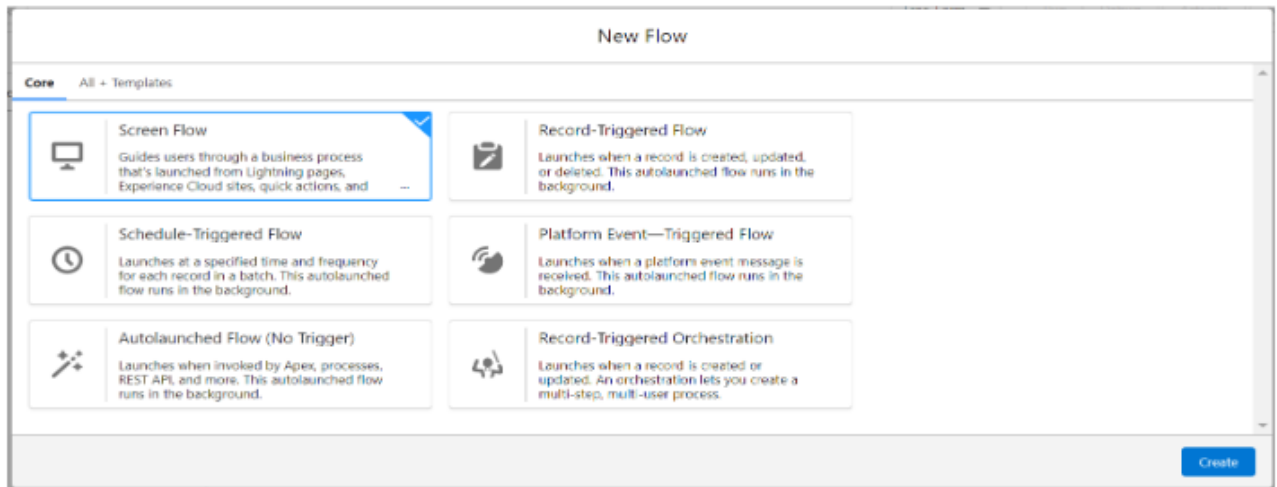 New Flow
Core
All + Templates
Screen Flow
Guides users through a business process
that's launched from Lightning pages,
Experience Cloud sites, quick actions, and ...
Record-Triggered Flow
Launches when a record is created, updated,
or deleted. This autolaunched flow runs in the
background.
Schedule-Triggered Flow
Launches at a specified time and frequency
for each record in a batch. This autolaunched
flow runs in the background.
Platform Event—Triggered Flow
Launches when a platform event message is
received. This autolaunched flow runs in the
background.
Autolaunched Flow (No Trigger)
Launches when invoked by Apex, processes,
REST API, and more. This autolaunched flow
runs in the background.
Record-Triggered Orchestration
Launches when a record is created or
updated. An orchestration lets you create a
multi-step, multi-user process.
Create